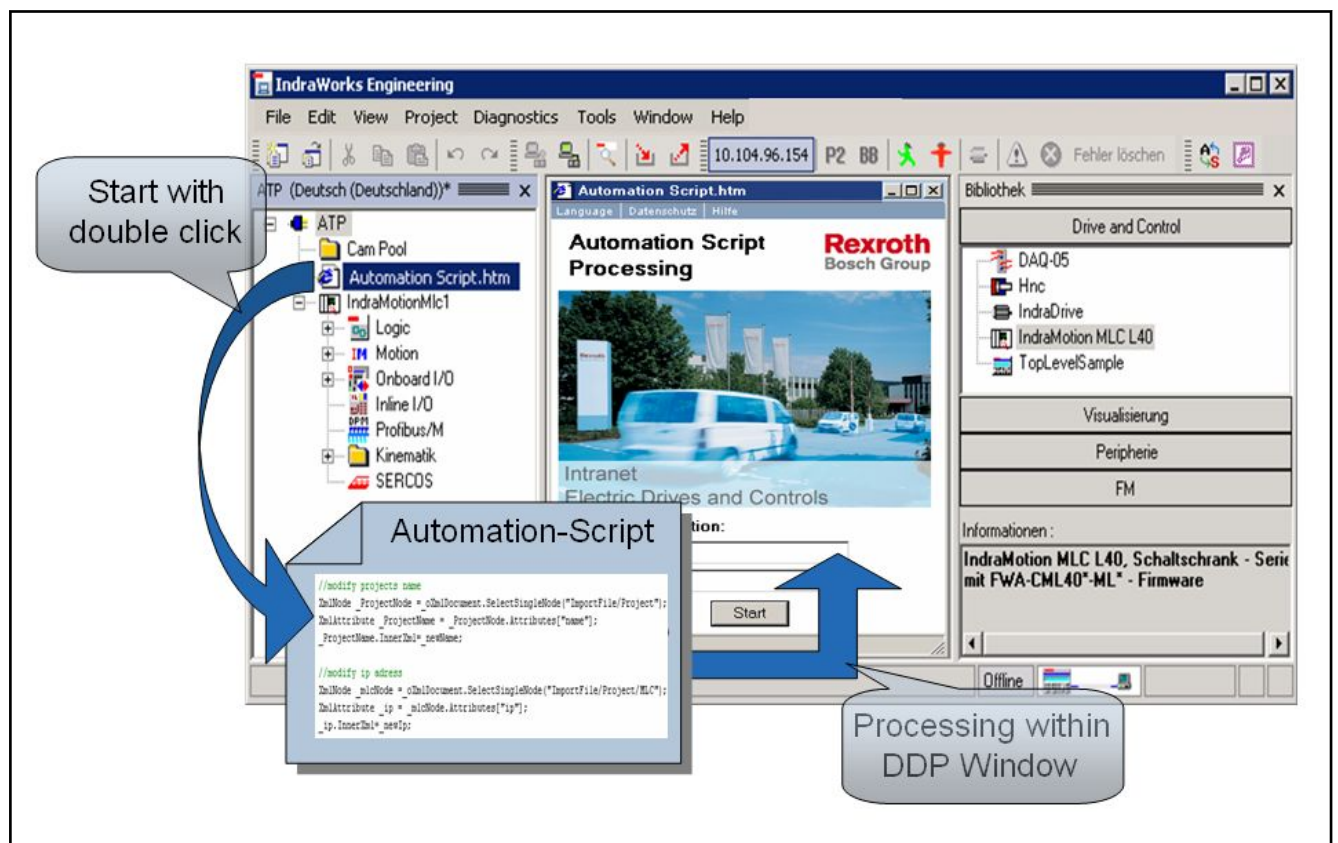 IndraWorks Engineering
File Edit View Project Diagnostics Tools Window Help
10.104.96.154 P2 BB Fehler löschen
Start with
double click
ATP (Deutsch (Deutschland))*
ATP
Cam Pool
Automation Script.htm
IndraMotionMlc1
Logic
IM Motion
Onboard I/O
Inline I/O
DPM
Profibus/M
Kinematik
SERCOS
Automation Script.htm
Language | Datenschutz | Hilfe
Automation Script
Processing
Rexroth
Bosch Group
Intranet
Electric Drives and Controls
tion:
Start
Bibliothek
Drive and Control
DAQ-05
Hnc
IndraDrive
IndraMotion MLC L40
TopLevelSample
Visualisierung
Peripherie
FM
Informationen :
IndraMotion MLC L40, Schaltschrank - Serie
mit FWA-CML40*-ML* - Firmware
Offline
Automation-Script
//modify projects name
XmlNode _ProjectNode =_oXmlDocument.SelectSingleNode("ImportFile/Project");
XmlAttribute _ProjectName = _ProjectNode.Attributes["name"];
_ProjectName.InnerXml=_newName;
//modify ip adress
XmlNode _mlcNode =_oXmlDocument.SelectSingleNode("ImportFile/Project/MLC");
XmlAttribute _ip = _mlcNode.Attributes["ip"];
_ip.InnerXml=_newIp;
Processing within
DDP Window